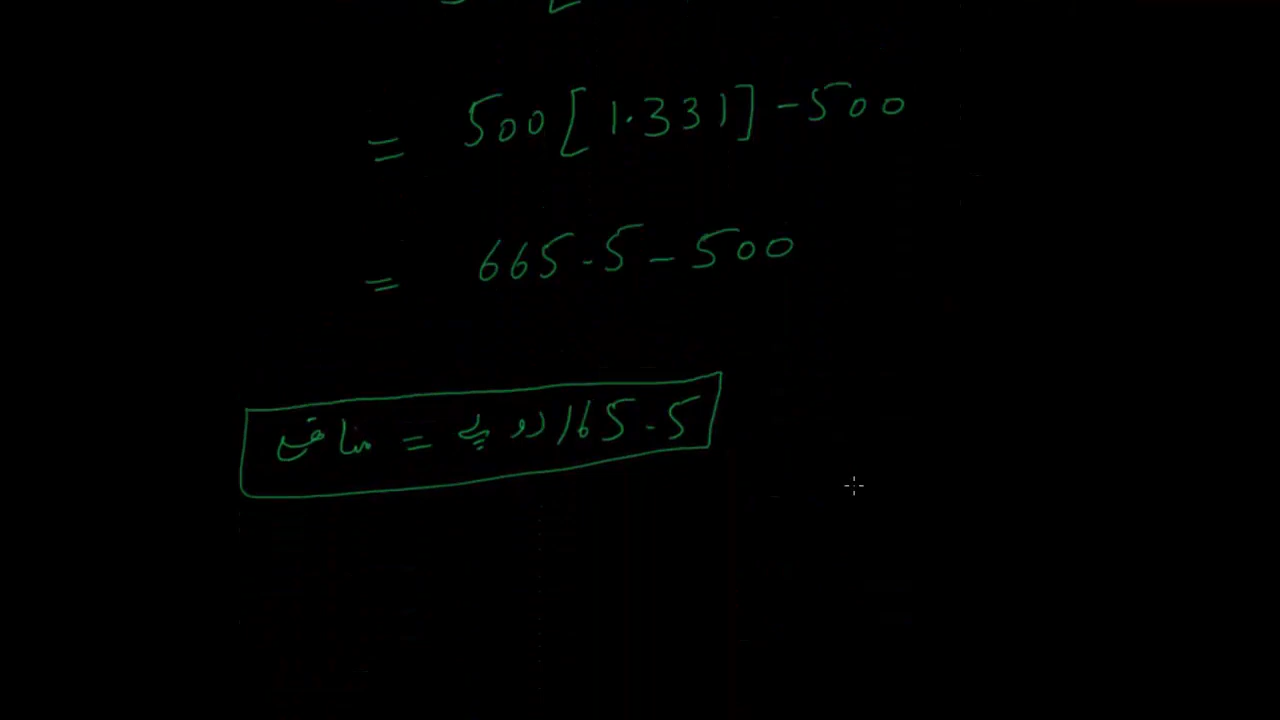 = 500[1.331]-500
= 665.5-500
منافع = روپے 165.5